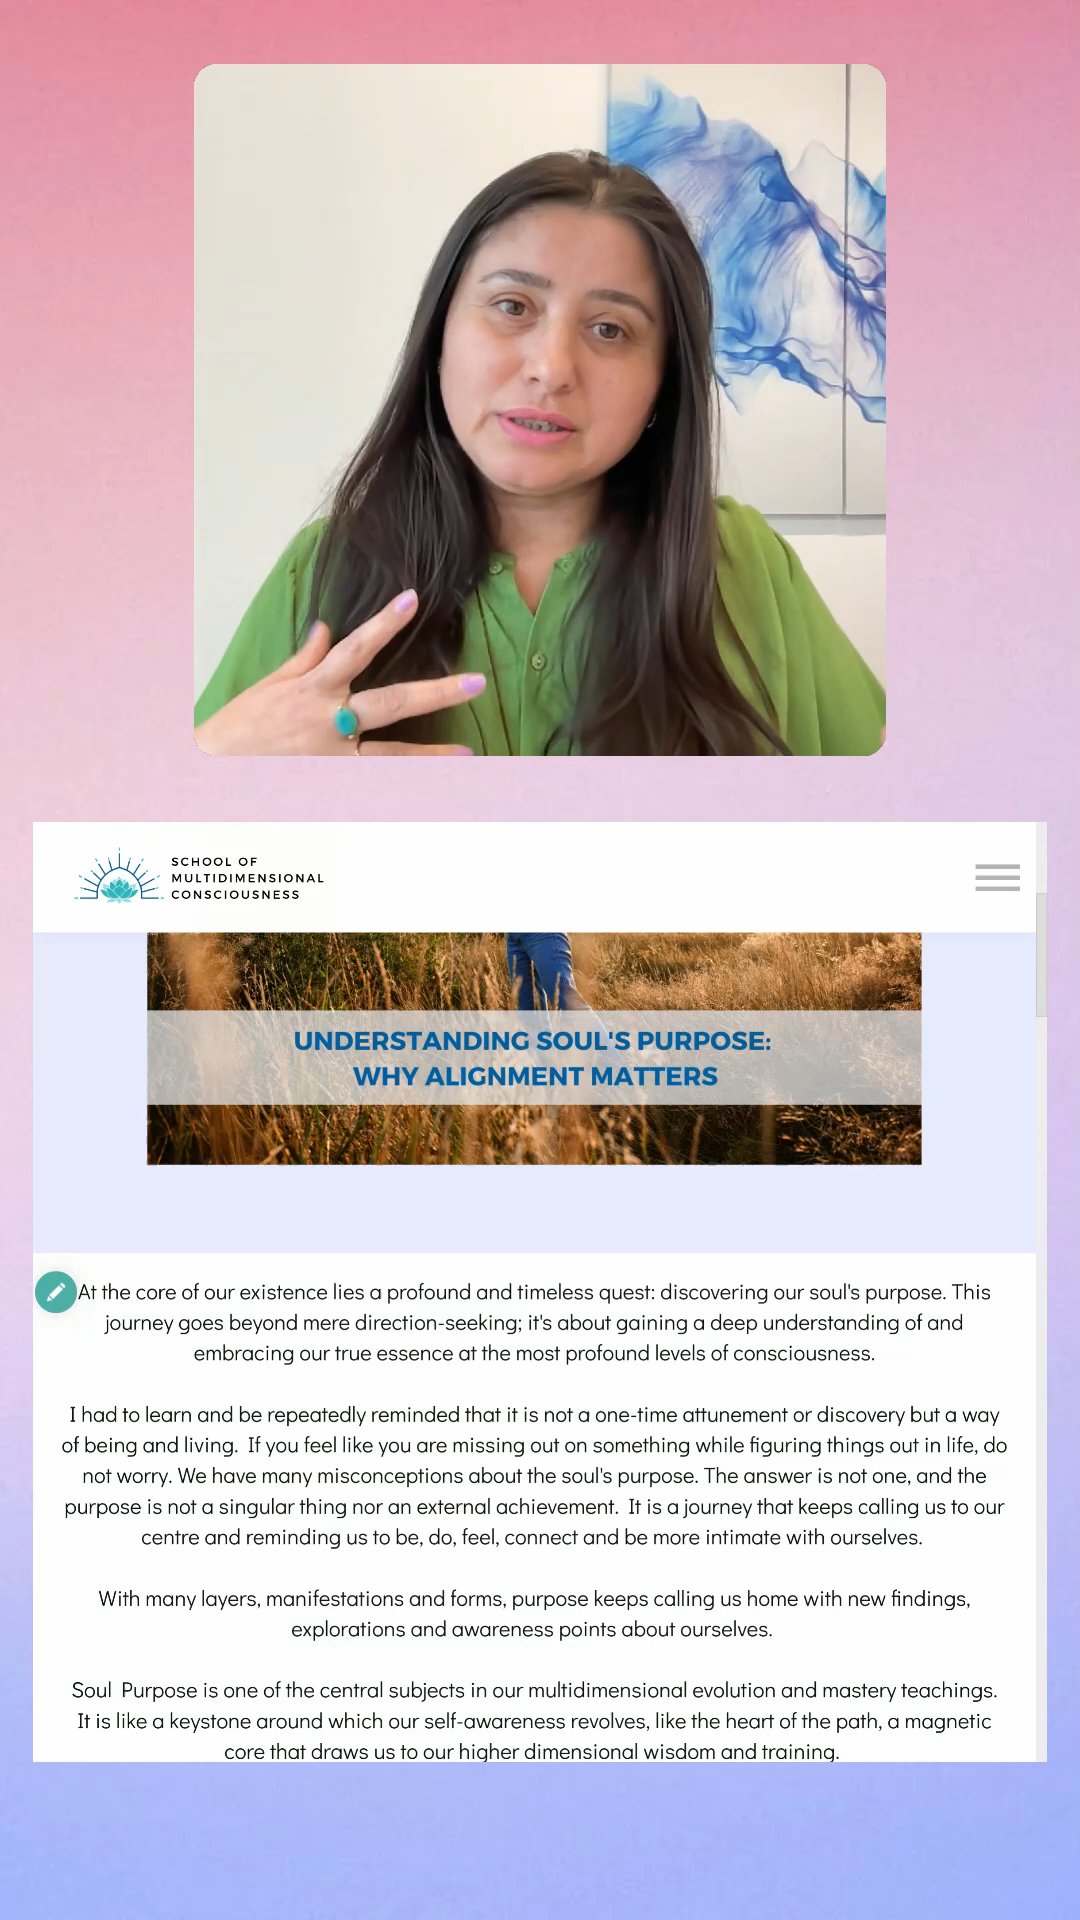 SCHOOL OF
MULTIDIMENSIONAL
CONSCIOUSNESS
UNDERSTANDING SOUL'S PURPOSE:
WHY ALIGNMENT MATTERS
At the core of our existence lies a profound and timeless quest: discovering our soul's purpose. This
journey goes beyond mere direction-seeking; it's about gaining a deep understanding of and
embracing our true essence at the most profound levels of consciousness.
I had to learn and be repeatedly reminded that it is not a one-time attunement or discovery but a way
of being and living.  If you feel like you are missing out on something while figuring things out in life, do
not worry. We have many misconceptions about the soul's purpose. The answer is not one, and the
purpose is not a singular thing nor an external achievement.  It is a journey that keeps calling us to our
centre and reminding us to be, do, feel, connect and be more intimate with ourselves.
With many layers, manifestations and forms, purpose keeps calling us home with new findings,
explorations and awareness points about ourselves.
Soul  Purpose is one of the central subjects in our multidimensional evolution and mastery teachings.
It is like a keystone around which our self-awareness revolves, like the heart of the path, a magnetic
core that draws us to our higher dimensional wisdom and training.